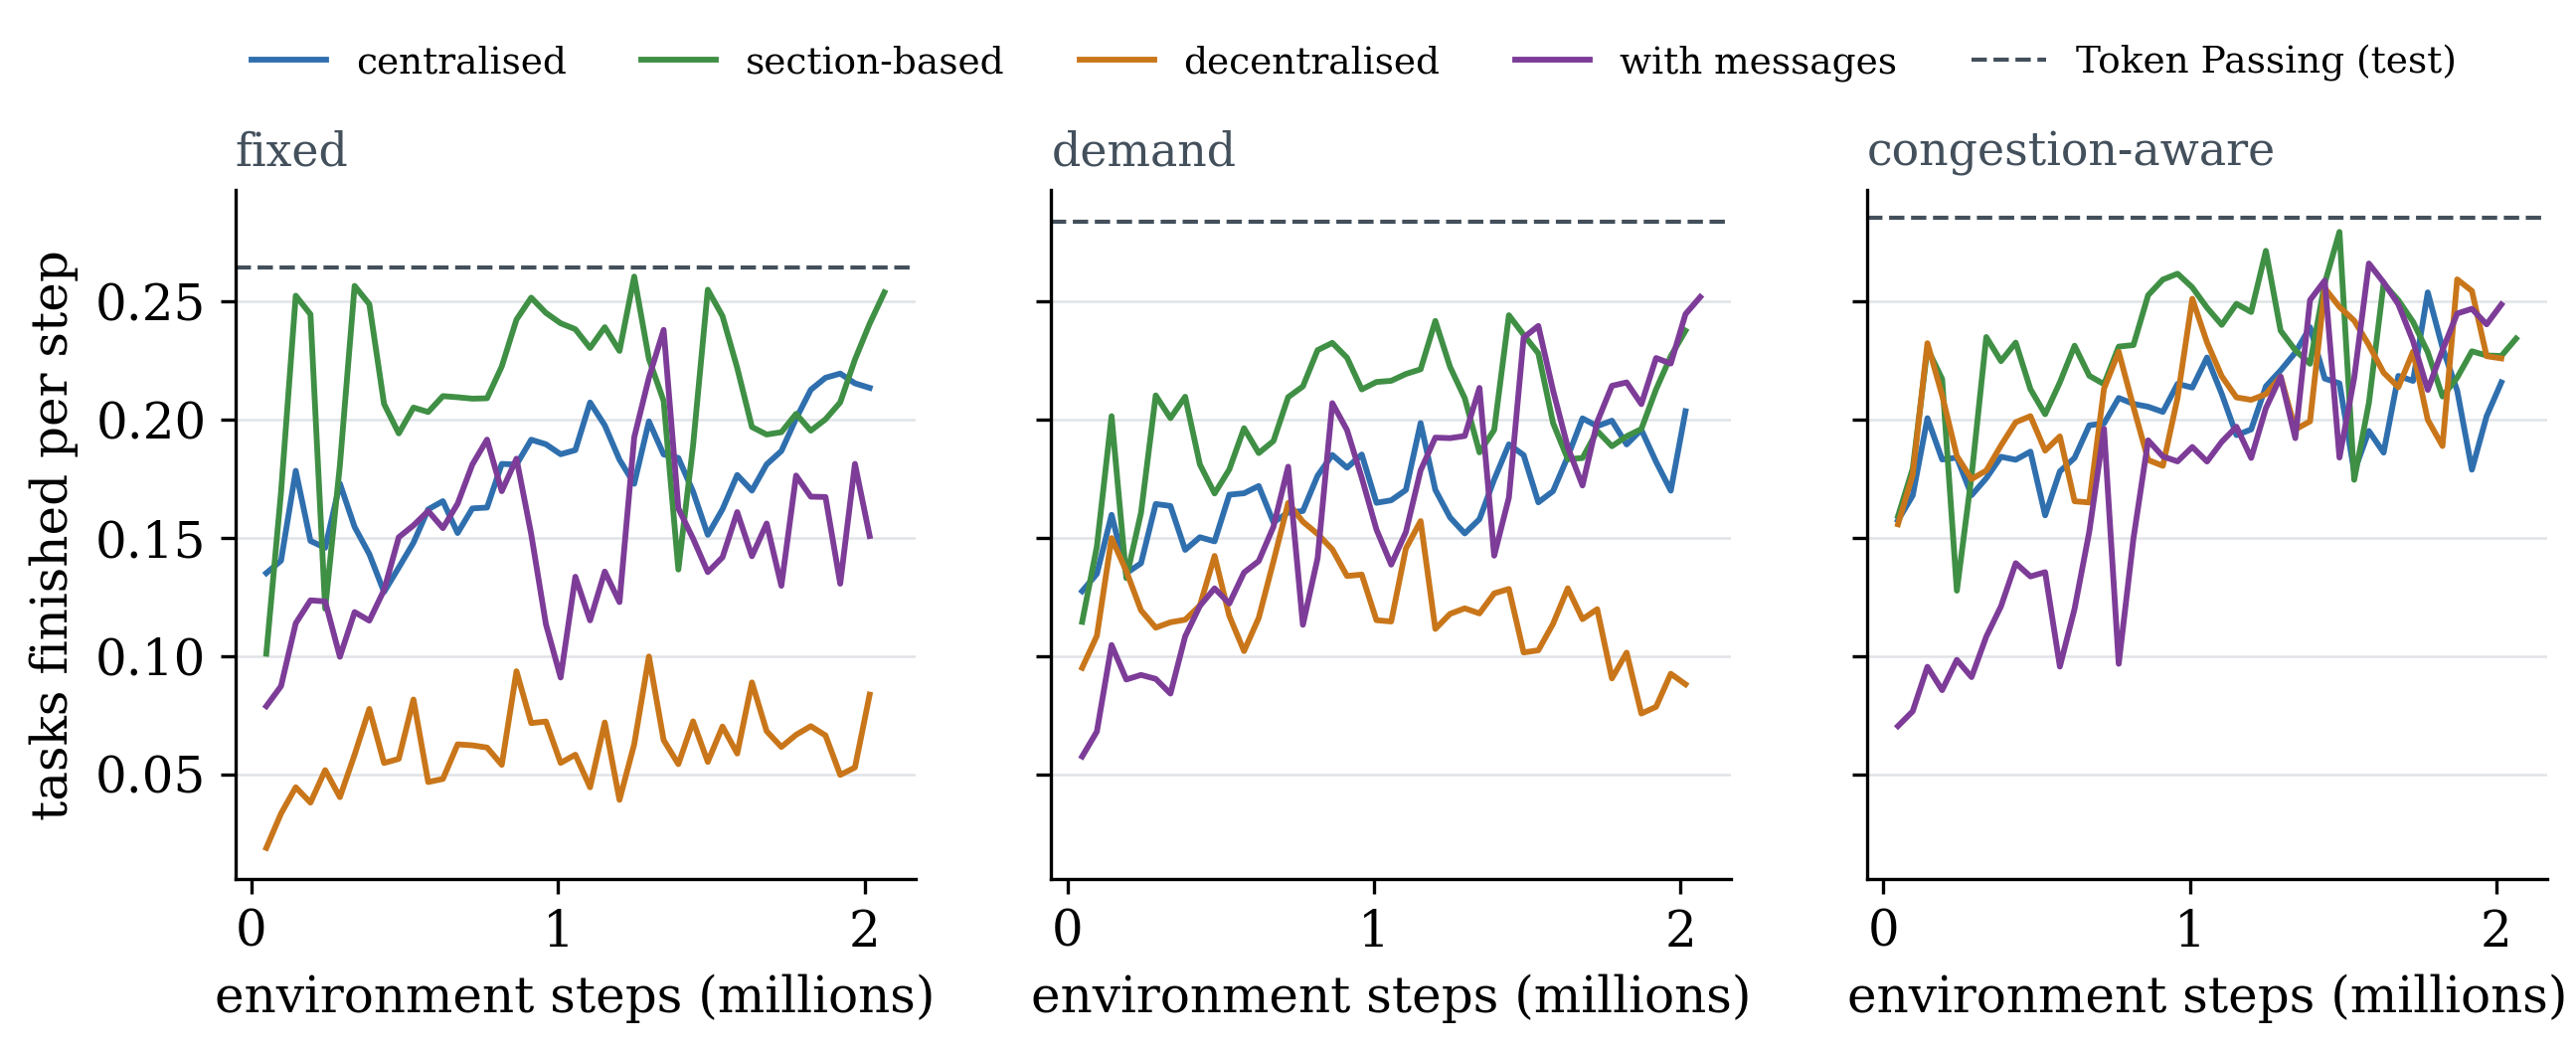 centralised section-based decentralised with messages Token Passing (test)
fixed demand congestion-aware
tasks finished per step
0.25
0.20
0.15
0.10
0.05
0 1 2 0 1 2 0 1 2
environment steps (millions) environment steps (millions) environment steps (millions)